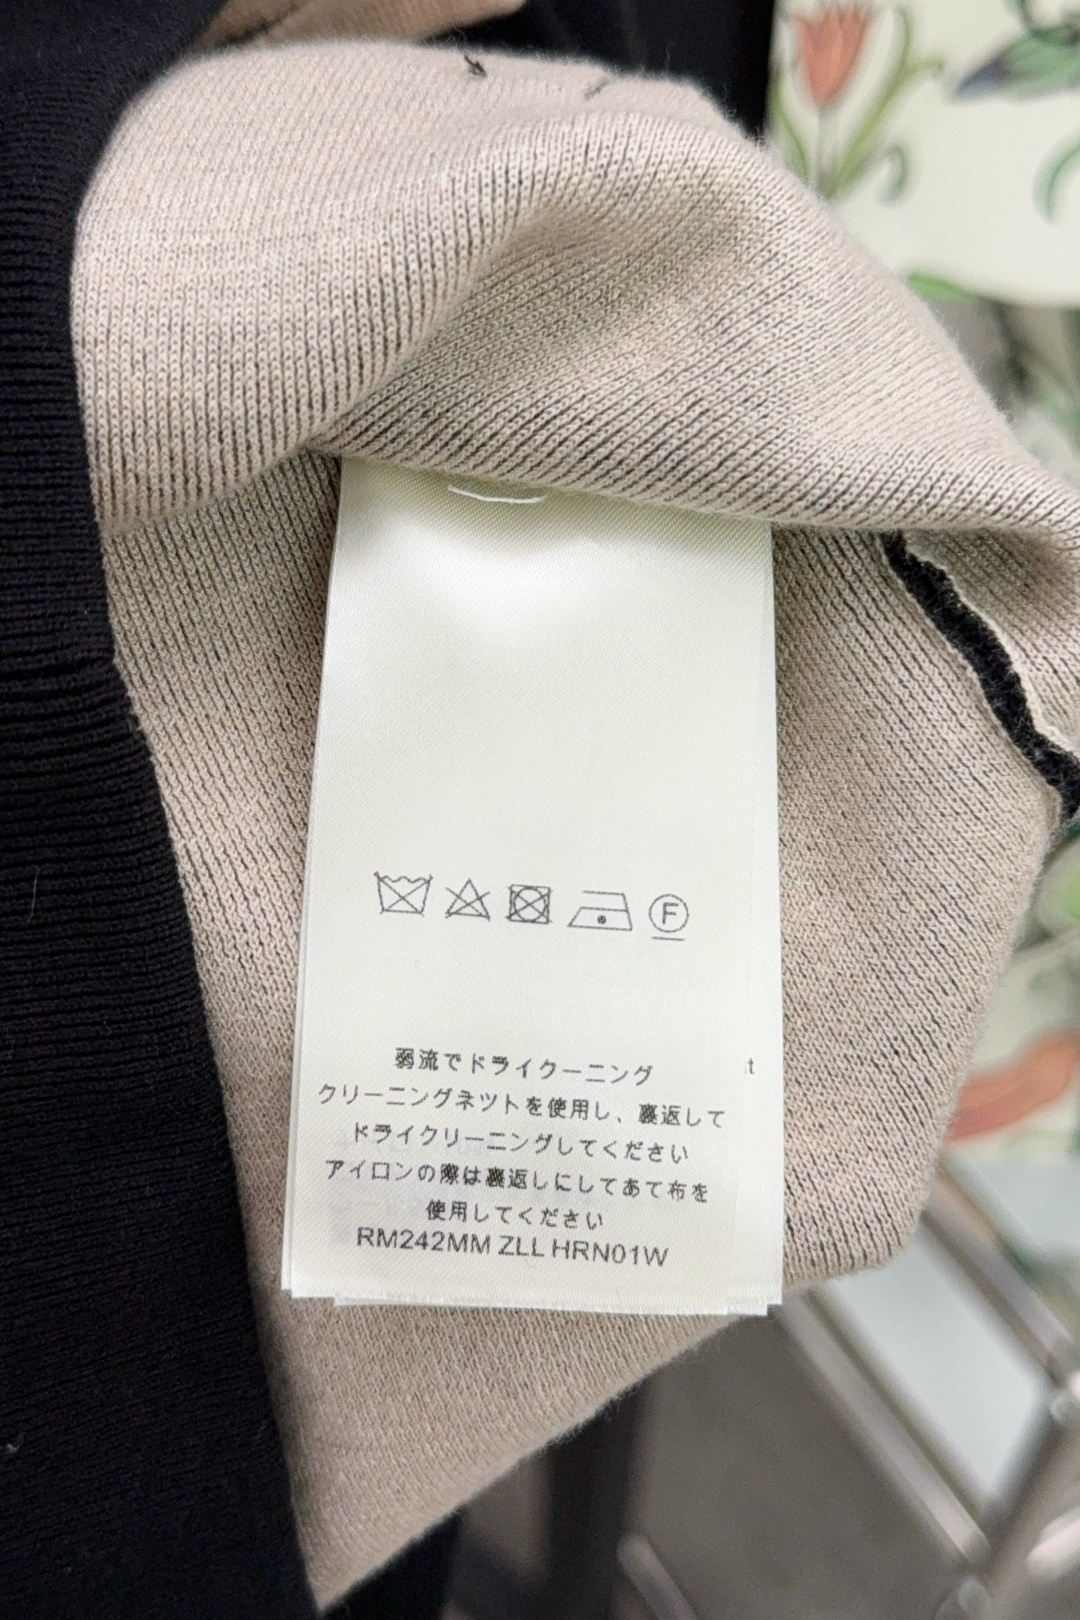 F
弱流でドライクーニング
t
クリーニングネツトを使用し、裏返して
ドライクリーニングしてください
アイロンの際は裏返しにしてあて布を
使用してください
RM242MM ZLL HRN01W